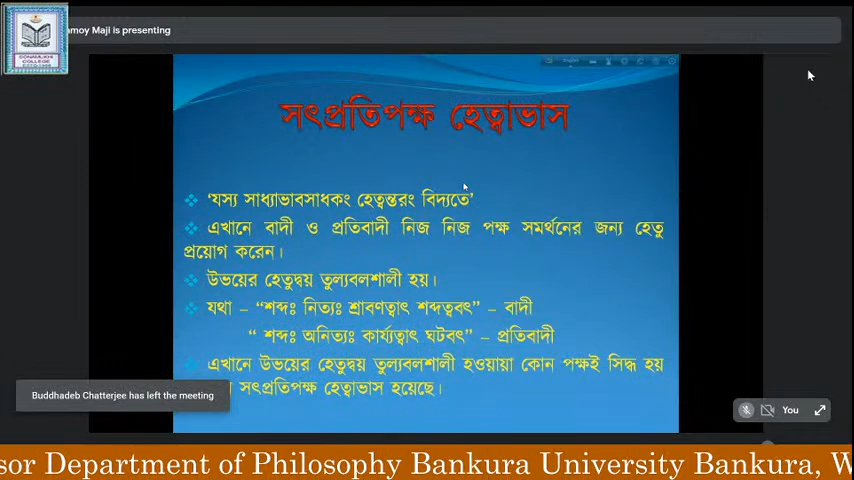 amoy Maji is presenting
সৎপ্রতিপক্ষ হেত্বাভাস
‘যস্য সাধ্যাভাবসাধকং হেত্বন্তরং বিদ্যতে’
এখানে বাদী ও প্রতিবাদী নিজ নিজ পক্ষ সমর্থনের জন্য হেতু
প্রয়োগ করেন।
উভয়ের হেতুদ্বয় তুল্যবলশালী হয়।
যথা – “শব্দঃ নিত্যঃ শ্রাবণত্বাৎ শব্দত্ববৎ” – বাদী
“ শব্দঃ অনিত্যঃ কার্য্যত্বাৎ ঘটবৎ” – প্রতিবাদী
এখানে উভয়ের হেতুদ্বয় তুল্যবলশালী হওয়ায়া কোন পক্ষই সিদ্ধ হয়
সৎপ্রতিপক্ষ হেত্বাভাস হয়েছে।
Buddhadeb Chatterjee has left the meeting
You
sor Department of Philosophy Bankura University Bankura, W